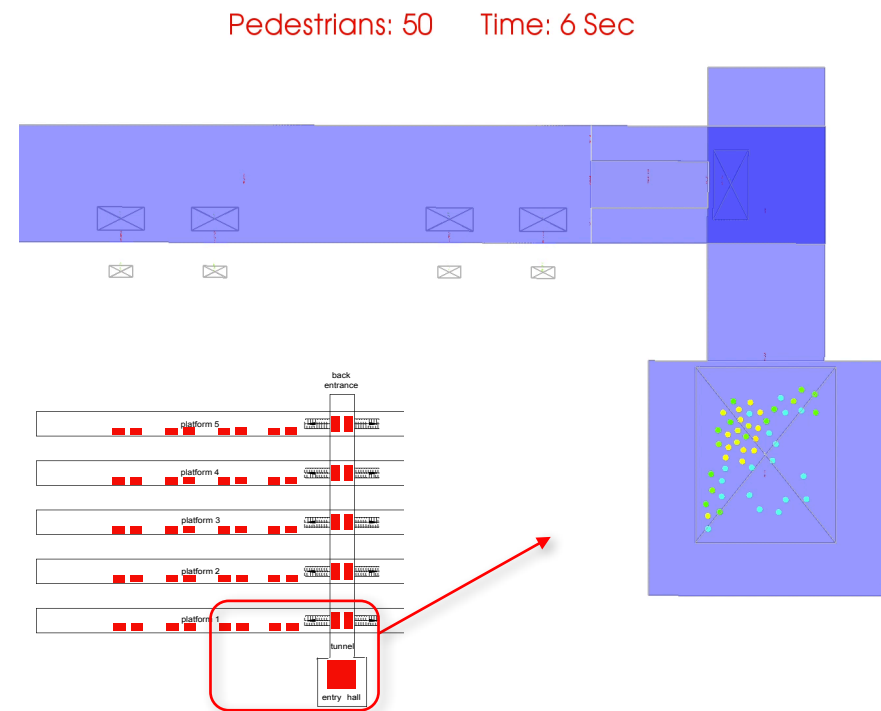 Pedestrians: 50 Time: 6 Sec
back
entrance
platform 5
platform 4
platform 3
platform 2
platform 1
tunnel
entry hall